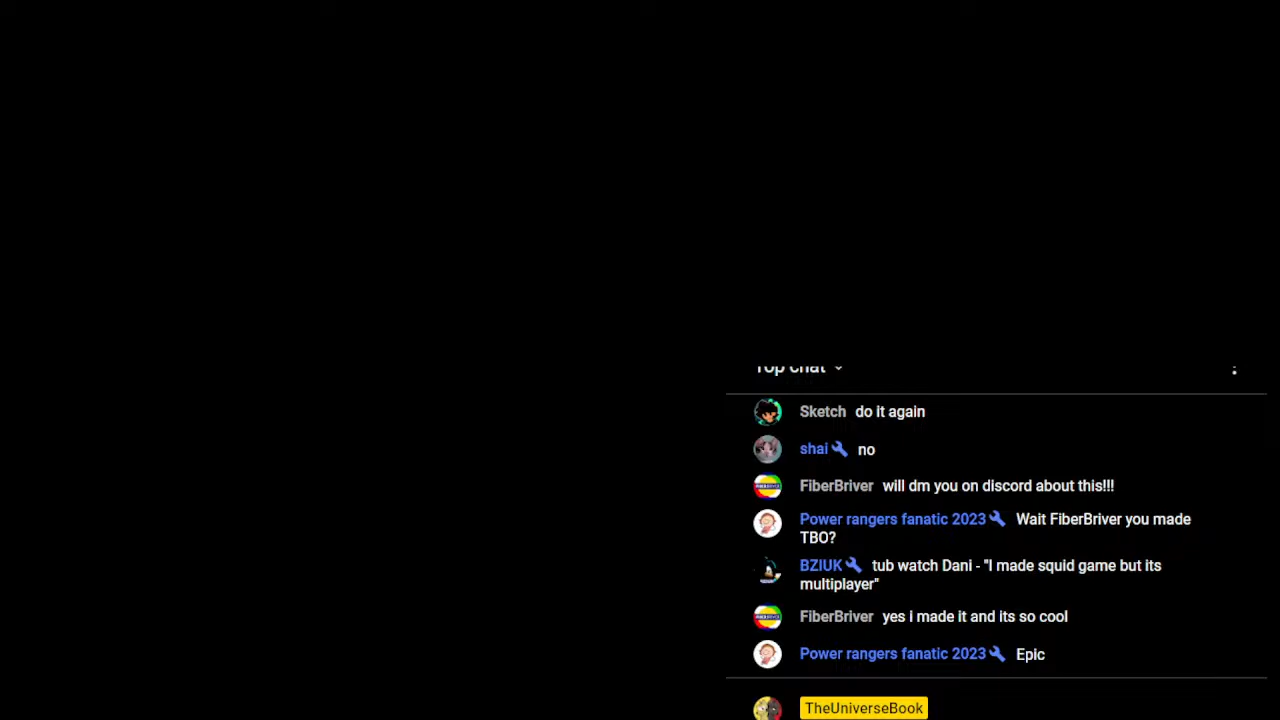 Top chat
Sketch do it again
shai no
FiberBriver will dm you on discord about this!!!
Power rangers fanatic 2023 Wait FiberBriver you made
TBO?
BZIUK tub watch Dani - "I made squid game but its
multiplayer"
FiberBriver yes i made it and its so cool
Power rangers fanatic 2023 Epic
TheUniverseBook